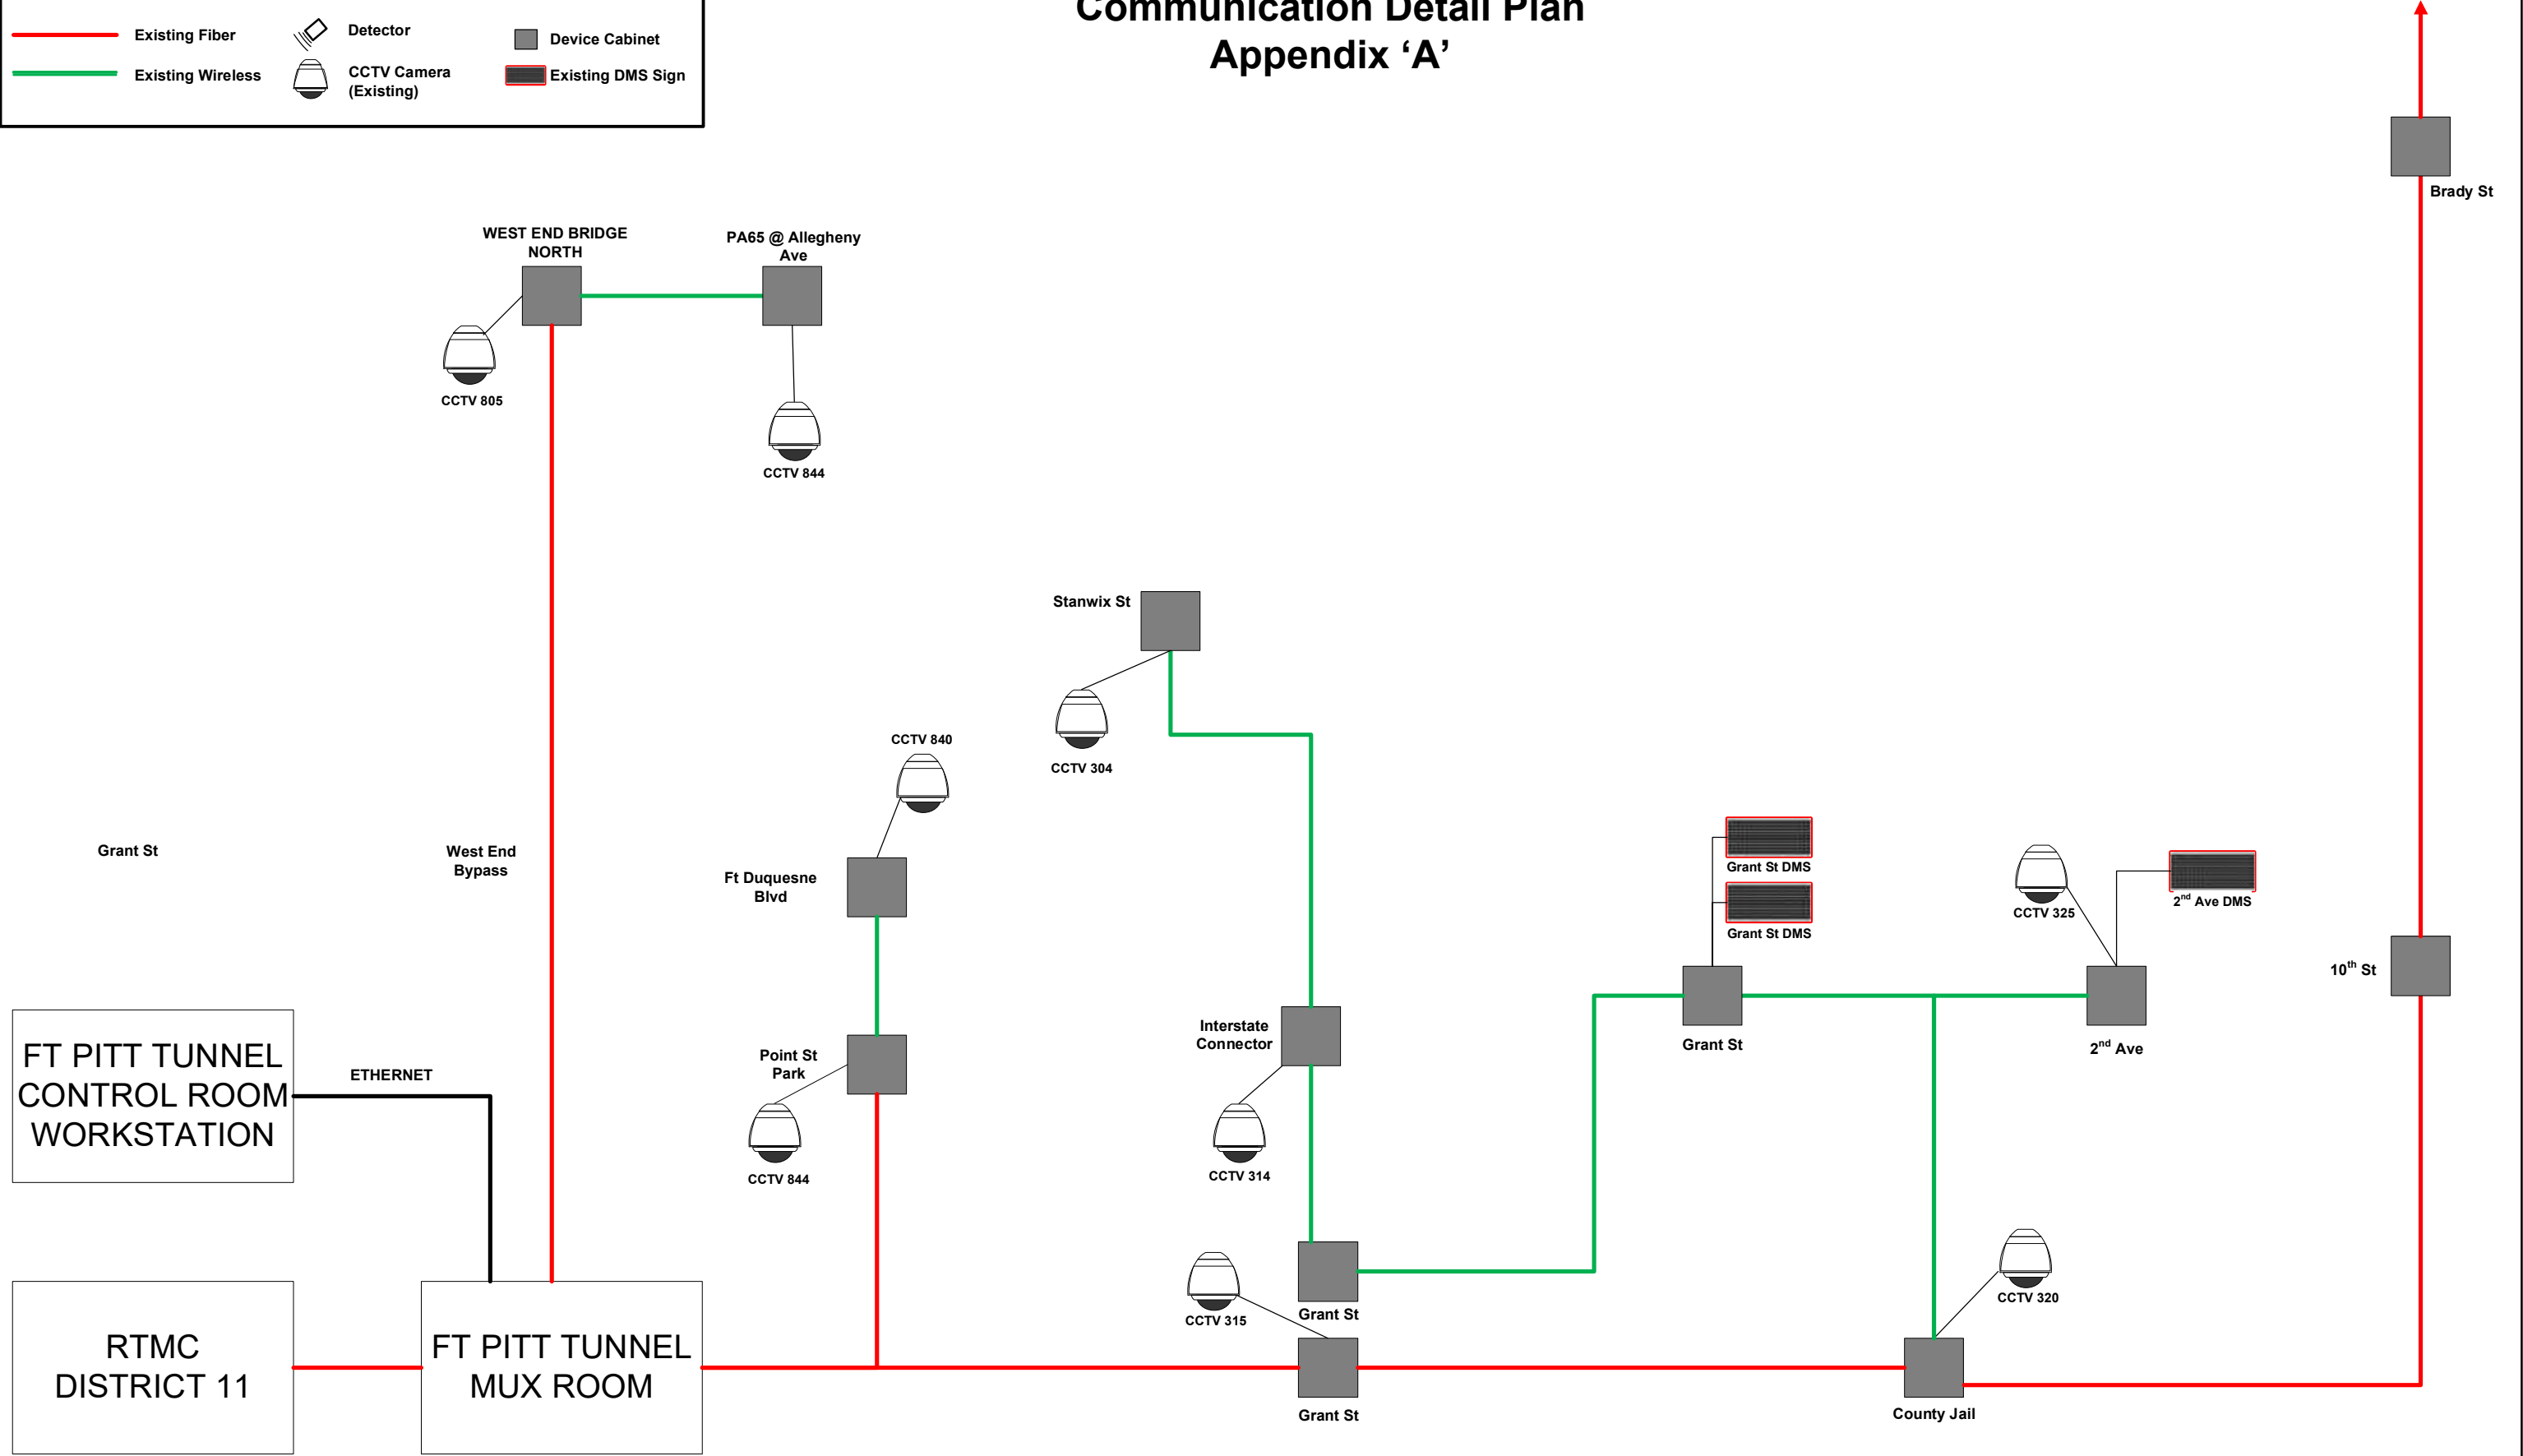 Communication Detail Plan
Appendix ‘A’
Existing Fiber
Existing Wireless
Detector
CCTV Camera
(Existing)
Device Cabinet
Existing DMS Sign
Brady St
WEST END BRIDGE
NORTH
PA65 @ Allegheny
Ave
CCTV 805
CCTV 844
Stanwix St
CCTV 304
CCTV 840
Grant St
West End
Bypass
Ft Duquesne
Blvd
Grant St DMS
Grant St DMS
CCTV 325
2nd Ave DMS
10th St
Interstate
Connector
Grant St
2nd Ave
FT PITT TUNNEL
CONTROL ROOM
WORKSTATION
ETHERNET
Point St
Park
CCTV 844
CCTV 314
CCTV 315
Grant St
CCTV 320
RTMC
DISTRICT 11
FT PITT TUNNEL
MUX ROOM
Grant St
County Jail